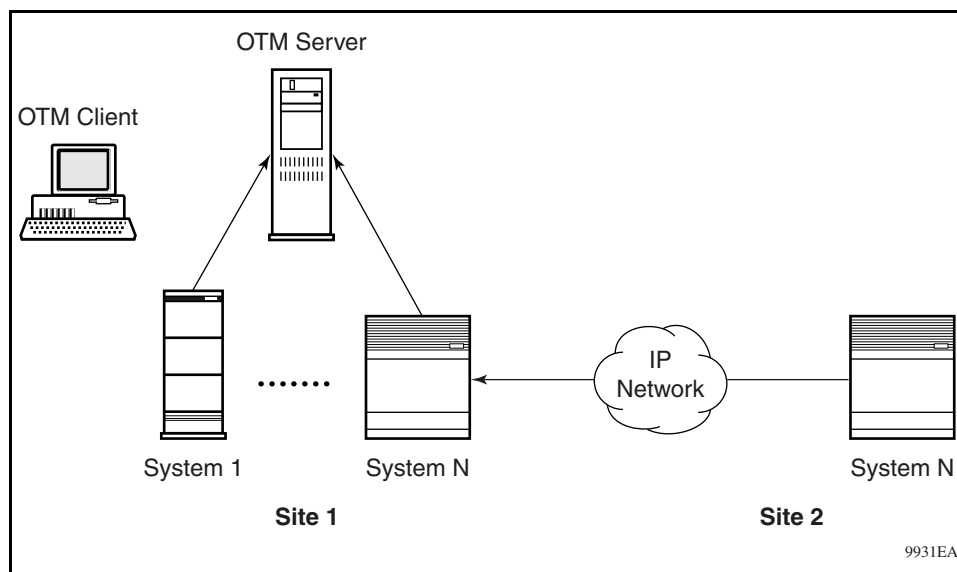 OTM Server
OTM Client
IP
Network
System 1
System N
System N
Site 1
Site 2
9931EA